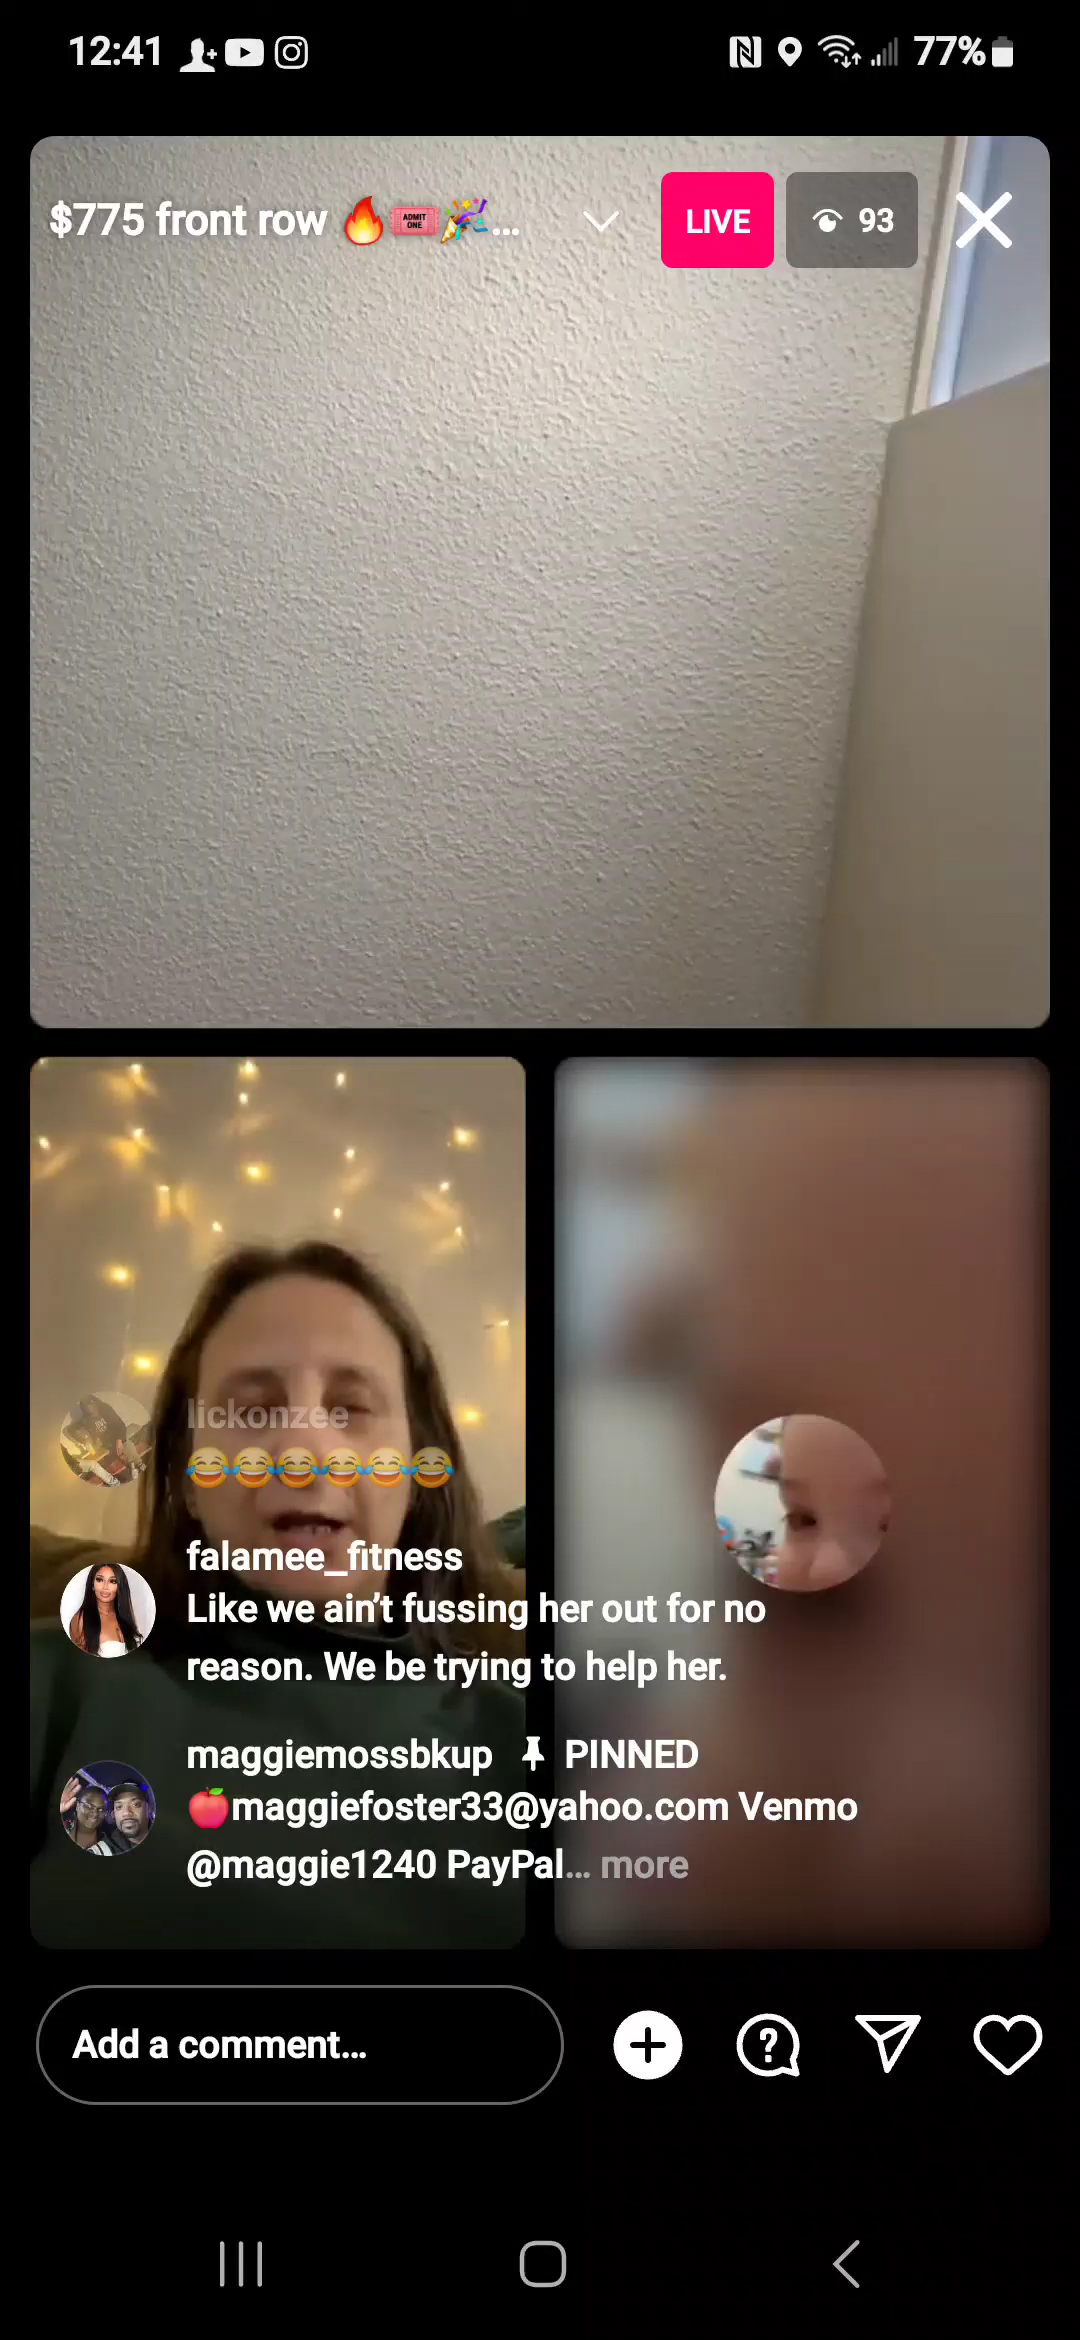 12:41
77%
$775 front row 🔥🎟️🎉...
LIVE
93
lickonzee
😂😂😂😂😂😂
falamee_fitness
Like we ain't fussing her out for no
reason. We be trying to help her.
maggiemossbkup 📌 PINNED
🍎maggiefoster33@yahoo.com Venmo
@maggie1240 PayPal... more
Add a comment...